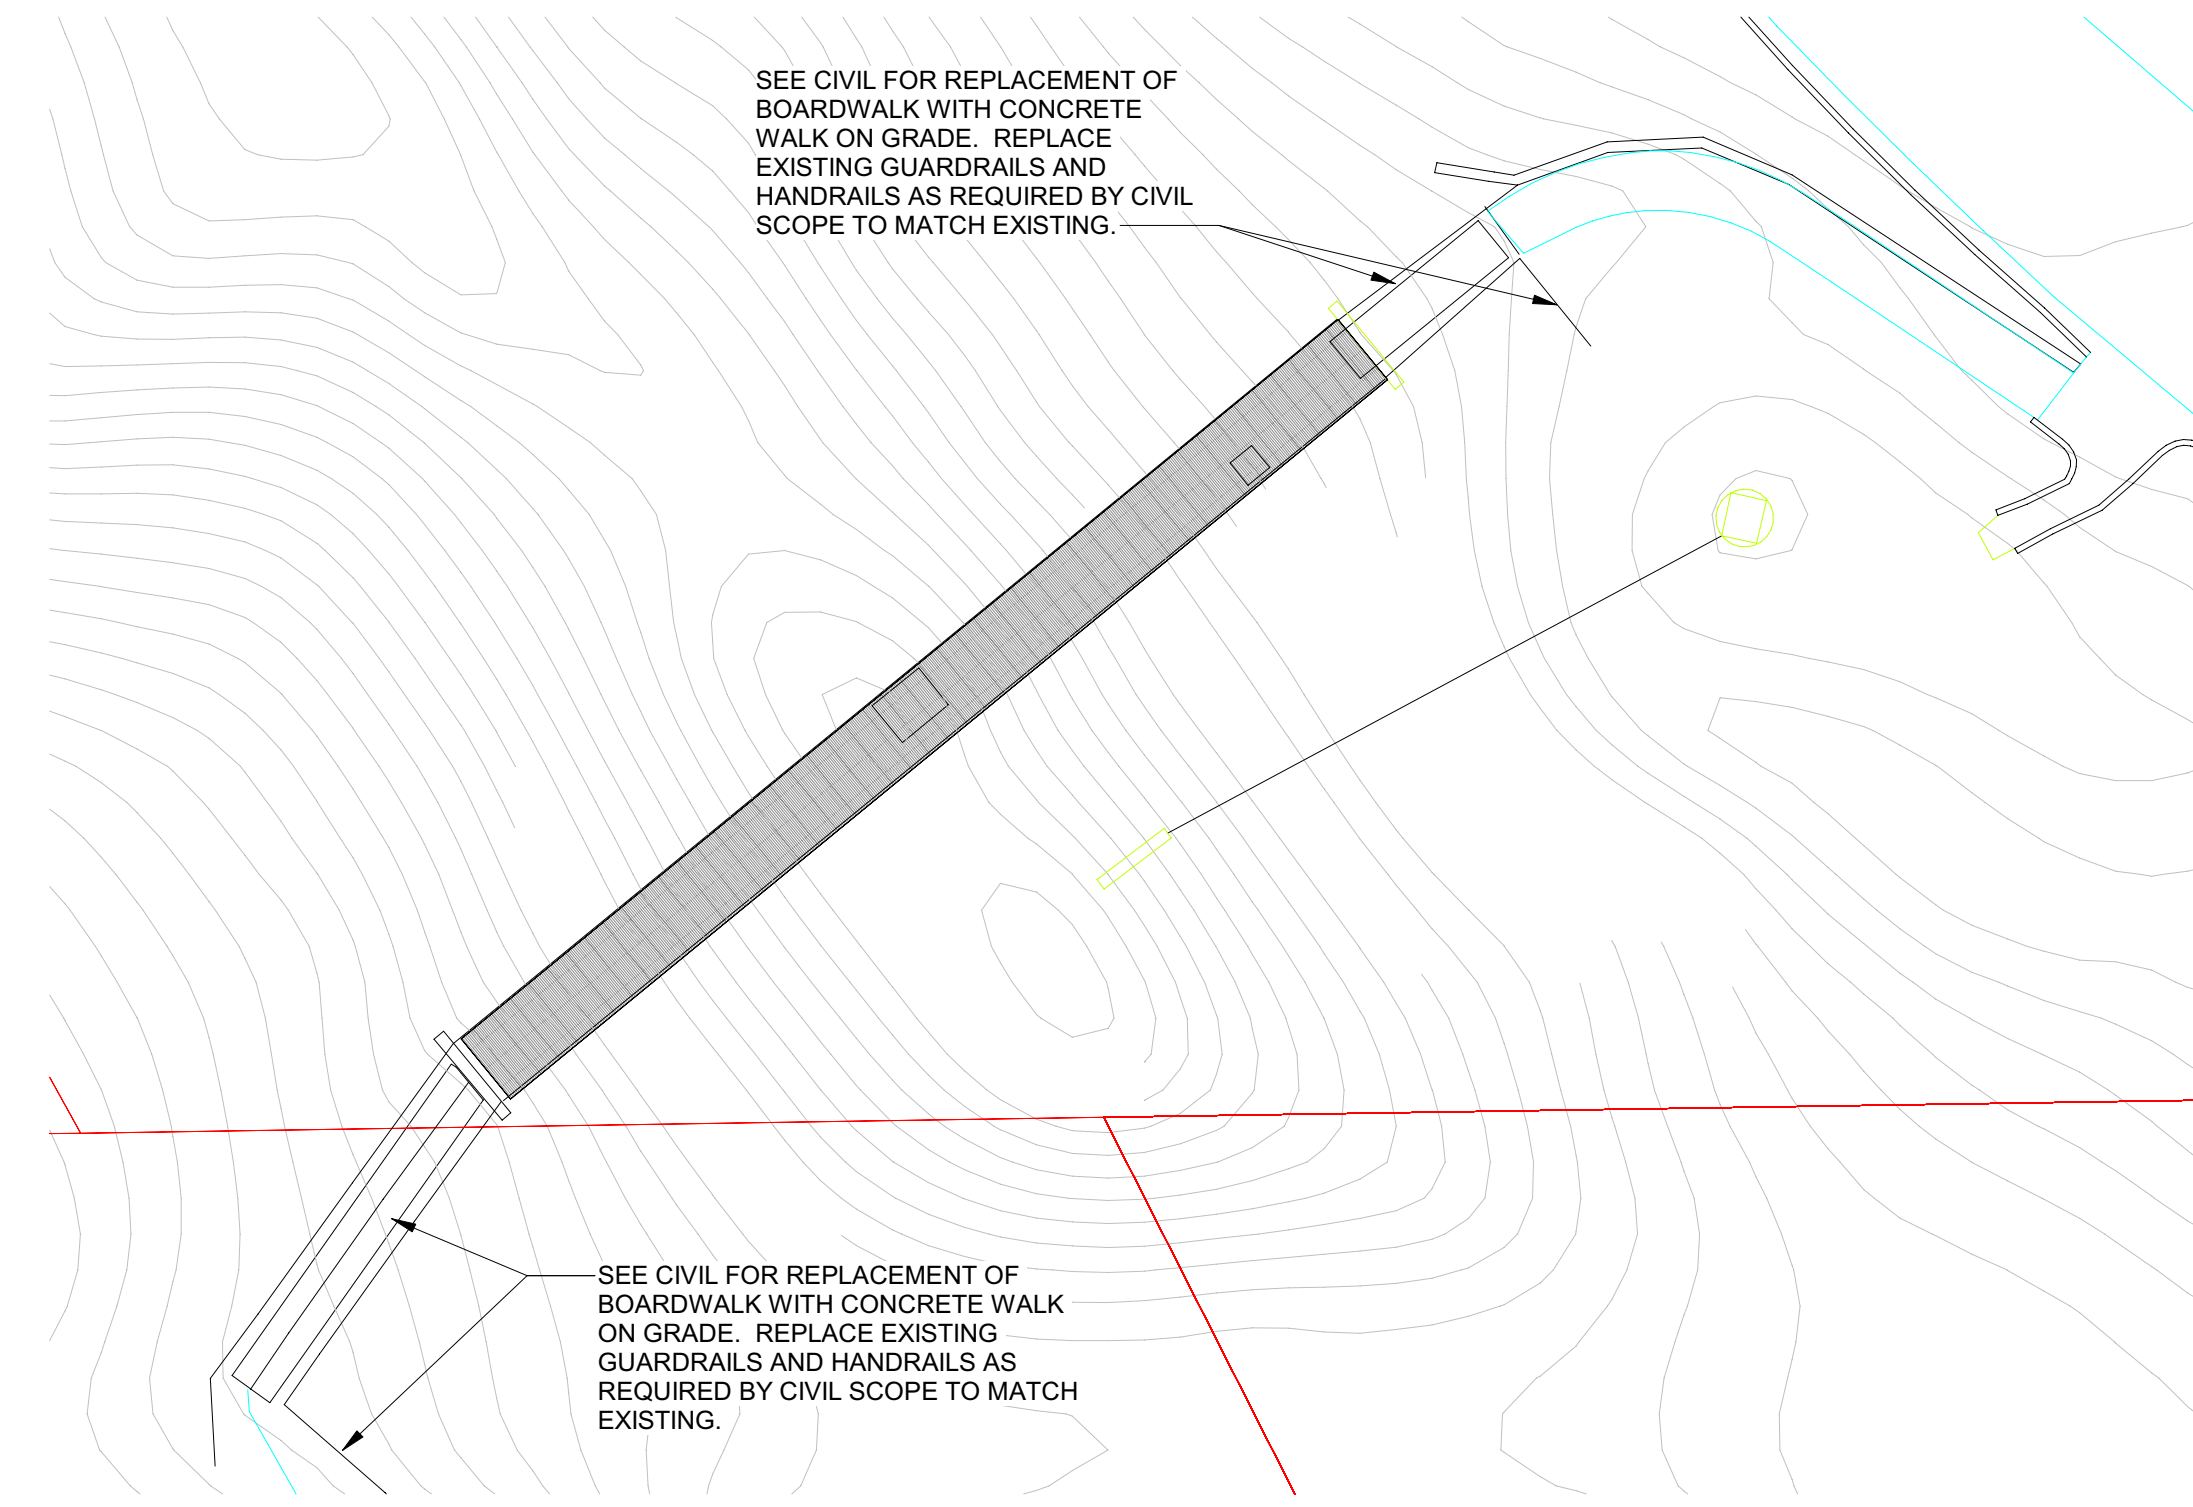 SEE CIVIL FOR REPLACEMENT OF
BOARDWALK WITH CONCRETE
WALK ON GRADE.  REPLACE
EXISTING GUARDRAILS AND
HANDRAILS AS REQUIRED BY CIVIL
SCOPE TO MATCH EXISTING.
SEE CIVIL FOR REPLACEMENT OF
BOARDWALK WITH CONCRETE WALK
ON GRADE.  REPLACE EXISTING
GUARDRAILS AND HANDRAILS AS
REQUIRED BY CIVIL SCOPE TO MATCH
EXISTING.